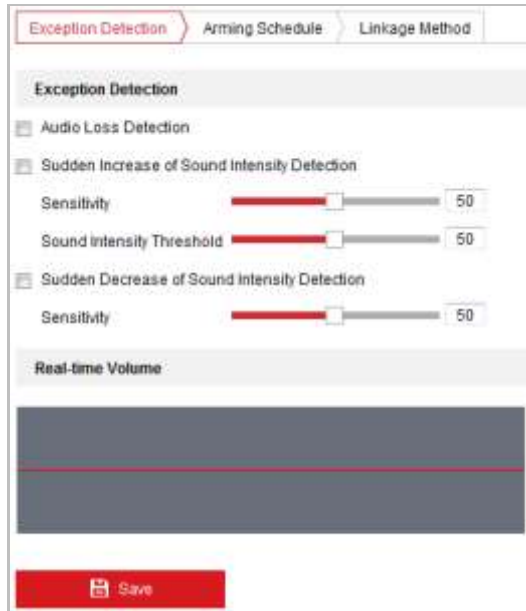 Exception Detection Arming Schedule Linkage Method
Exception Detection
Audio Loss Detection
Sudden Increase of Sound Intensity Detection
Sensitivity 50
Sound Intensity Threshold 50
Sudden Decrease of Sound Intensity Detection
Sensitivity 50
Real-time Volume
Save